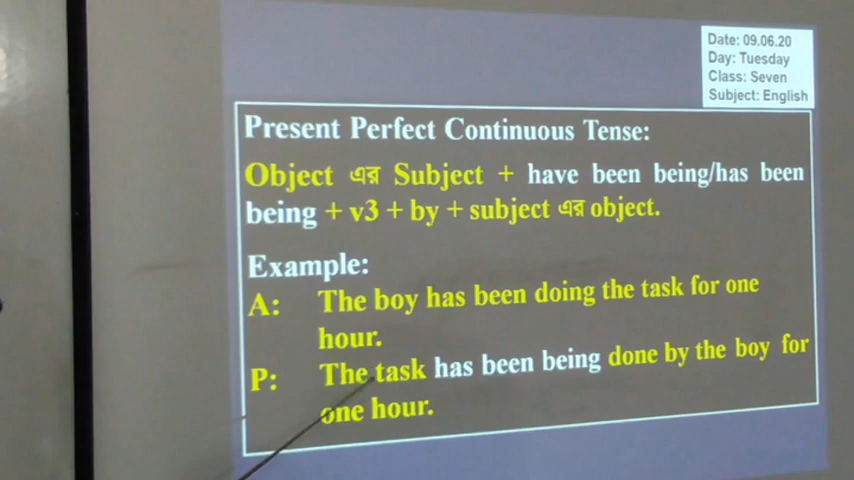 Date: 09.06.20
Day: Tuesday
Class: Seven
Subject: English
Present Perfect Continuous Tense:
Object এর Subject + have been being/has been
being + v3 + by + subject এর object.
Example:
A: The boy has been doing the task for one
hour.
P: The task has been being done by the boy for
one hour.